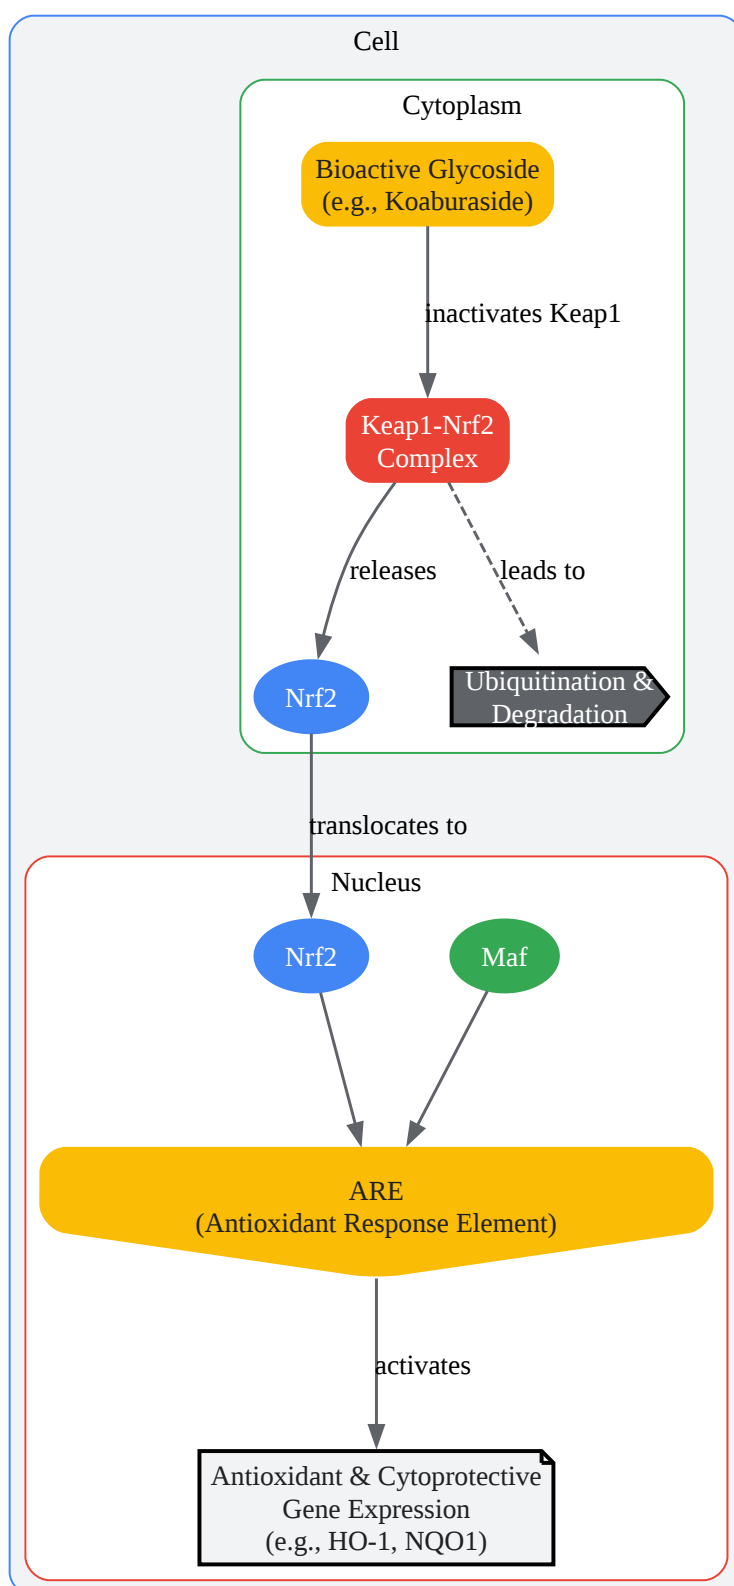 Cell
Cytoplasm
Bioactive Glycoside
(e.g., Koaburaside)
inactivates Keap1
Keap1-Nrf2
Complex
releases
leads to
Nrf2
Ubiquitination &
Degradation
translocates to
Nucleus
Nrf2
Maf
ARE
(Antioxidant Response Element)
activates
Antioxidant & Cytoprotective
Gene Expression
(e.g., HO-1, NQO1)